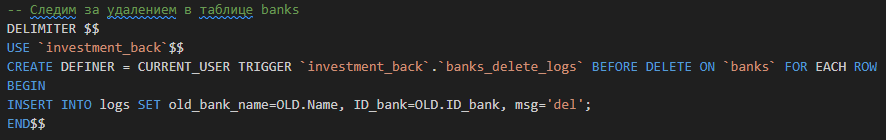 -- Следим за удалением в таблице banks
DELIMITER $$
USE `investment_back`$$
CREATE DEFINER = CURRENT_USER TRIGGER `investment_back`.`banks_delete_logs` BEFORE DELETE ON `banks` FOR EACH ROW
BEGIN
INSERT INTO logs SET old_bank_name=OLD.Name, ID_bank=OLD.ID_bank, msg='del';
END$$